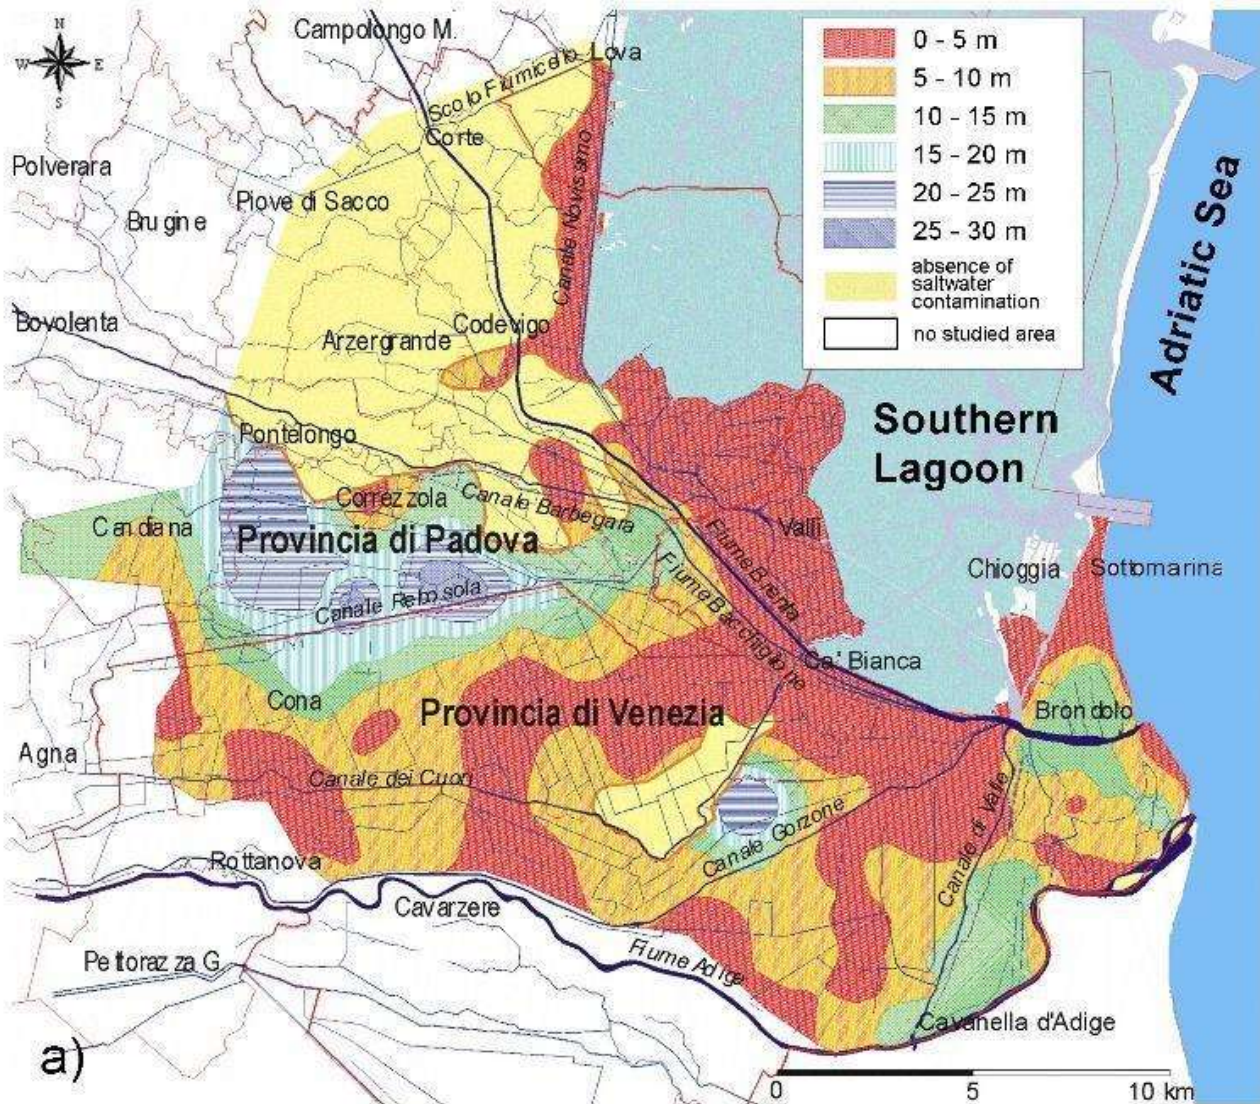 N
W E
S
Campolongo M.
Scolo Fiumicello
Lova
Corte
Polverara
Brugine
Piove di Sacco
Canale Novissimo
0 - 5 m
5 - 10 m
10 - 15 m
15 - 20 m
20 - 25 m
25 - 30 m
absence of
saltwater
contamination
no studied area
Adriatic Sea
Bovolenta
Arzergrande
Codevigo
Southern
Lagoon
Pontelongo
Correzzola
Canale Barbegara
Candiana
Provincia di Padova
Valli
Fiume Brenta
Fiume Bacchiglione
Chioggia
Sottomarina
Canale Rebosola
Ca' Bianca
Cona
Provincia di Venezia
Brondolo
Agna
Canale dei Cuori
Canale Gorzone
Canale di Valle
Rottanova
Cavarzere
Fiume Adige
Pettorazza G
Cavanella d'Adige
a)
0 5 10 km